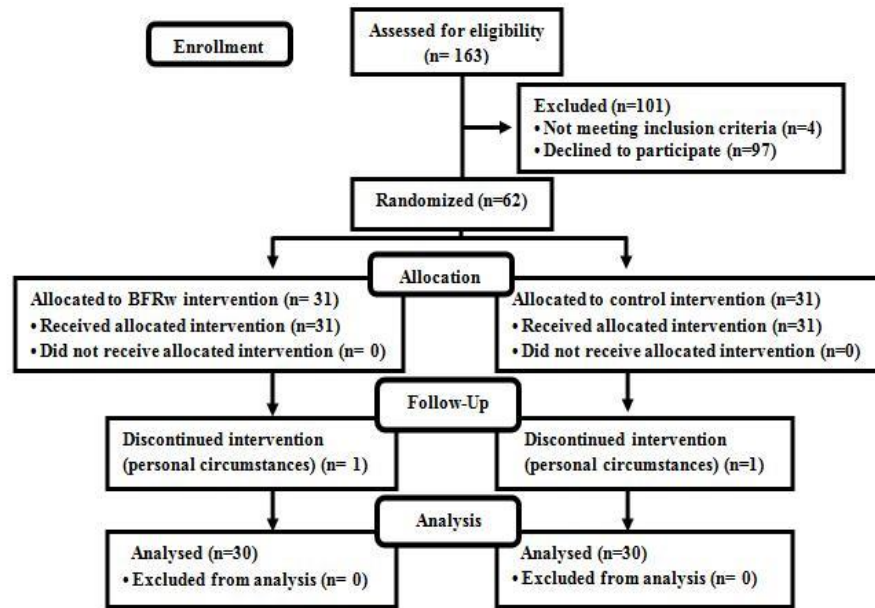 Enrollment
Assessed for eligibility
(n= 163)
Excluded (n=101)
• Not meeting inclusion criteria (n=4)
• Declined to participate (n=97)
Randomized (n=62)
Allocation
Allocated to BFRw intervention (n= 31)
• Received allocated intervention (n=31)
• Did not receive allocated intervention (n= 0)
Allocated to control intervention (n=31)
• Received allocated intervention (n=31)
• Did not receive allocated intervention (n=0)
Follow-Up
Discontinued intervention
(personal circumstances) (n= 1)
Discontinued intervention
(personal circumstances) (n=1)
Analysis
Analysed (n=30)
• Excluded from analysis (n= 0)
Analysed (n=30)
• Excluded from analysis (n= 0)